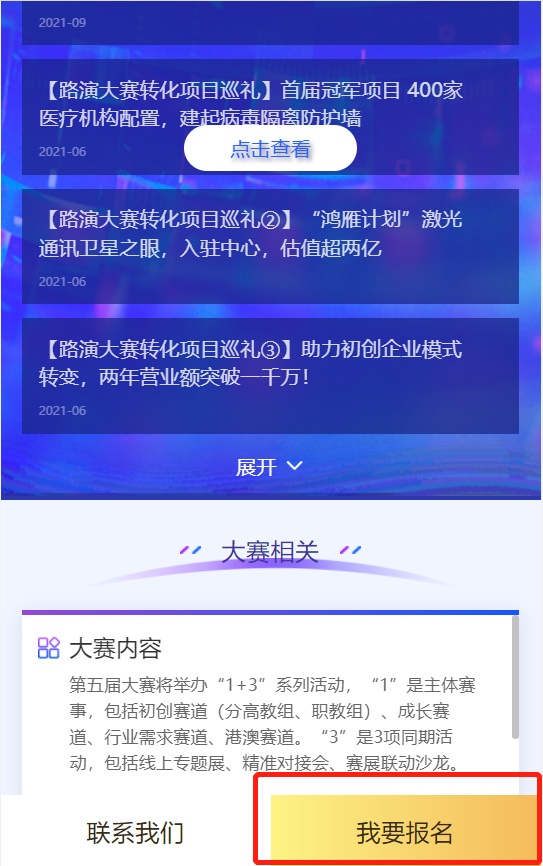 2021-09
【路演大赛转化项目巡礼】首届冠军项目 400家
医疗机构配置，建起病毒隔离防护墙
2021-06
点击查看
【路演大赛转化项目巡礼②】“鸿雁计划”激光
通讯卫星之眼，入驻中心，估值超两亿
2021-06
【路演大赛转化项目巡礼③】助力初创企业模式
转变，两年营业额突破一千万！
2021-06
展开
大赛相关
大赛内容
第五届大赛将举办“1+3”系列活动，“1”是主体赛
事，包括初创赛道（分高教组、职教组）、成长赛
道、行业需求赛道、港澳赛道。“3”是3项同期活
动，包括线上专题展、精准对接会、赛展联动沙龙。
联系我们
我要报名